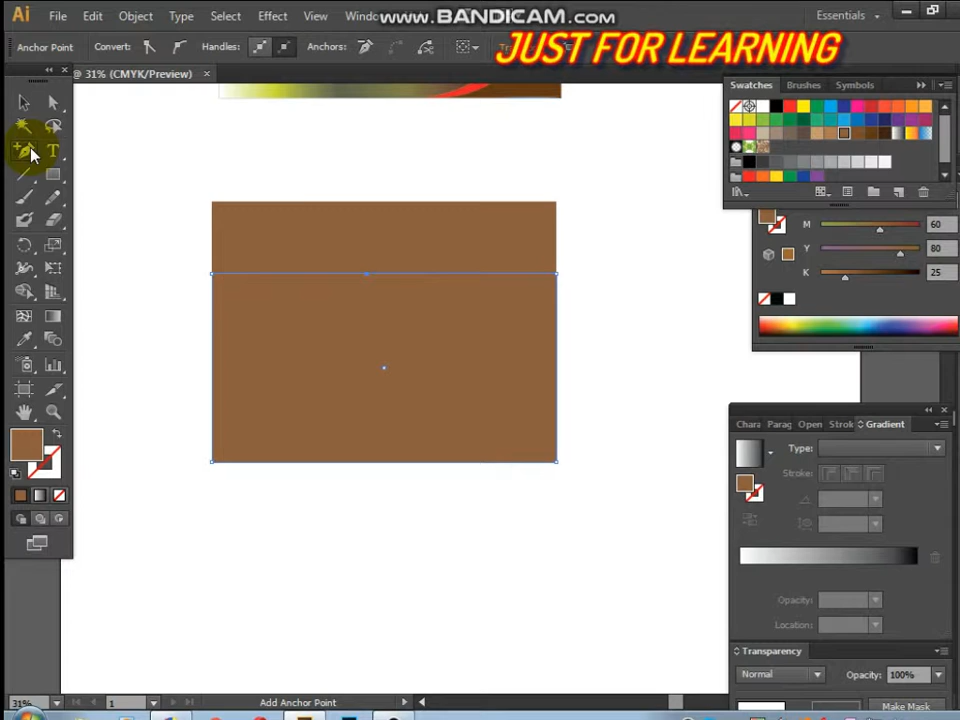 Ai File Edit Object Type Select Effect View Windo
www.BANDICAM.com
Essentials
JUST FOR LEARNING
Anchor Point Convert: Handles: Anchors:
@ 31% (CMYK/Preview) ×
Swatches Brushes Symbols
T
M 60
Y 80
K 25
Chara Parag Open Strok Gradient
Type:
Stroke:
Opacity:
Location:
Transparency
Normal Opacity: 100%
31% 1 Add Anchor Point
Make Mask